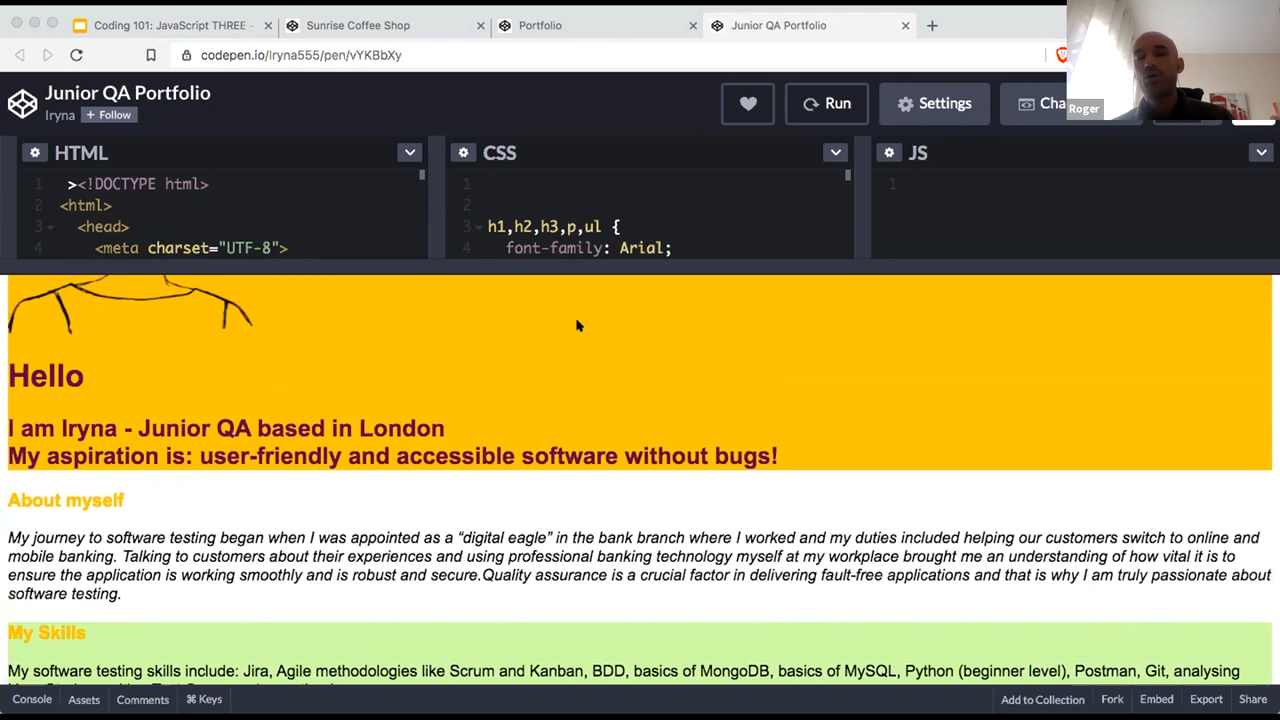 Coding 101: JavaScript THREE -
Sunrise Coffee Shop
Portfolio
Junior QA Portfolio
codepen.io/Iryna555/pen/vYKBbXy
Junior QA Portfolio
Iryna
+ Follow
Run
Settings
Cha
Roger
HTML
CSS
JS
1 ><!DOCTYPE html>
2 <html>
3 <head>
4 <meta charset="UTF-8">
1
2
3 h1,h2,h3,p,ul {
4 font-family: Arial;
1
Hello
I am Iryna - Junior QA based in London
My aspiration is: user-friendly and accessible software without bugs!
About myself
My journey to software testing began when I was appointed as a “digital eagle” in the bank branch where I worked and my duties included helping our customers switch to online and
mobile banking. Talking to customers about their experiences and using professional banking technology myself at my workplace brought me an understanding of how vital it is to
ensure the application is working smoothly and is robust and secure.Quality assurance is a crucial factor in delivering fault-free applications and that is why I am truly passionate about
software testing.
My Skills
My software testing skills include: Jira, Agile methodologies like Scrum and Kanban, BDD, basics of MongoDB, basics of MySQL, Python (beginner level), Postman, Git, analysing
Console
Assets
Comments
⌘ Keys
Add to Collection
Fork
Embed
Export
Share